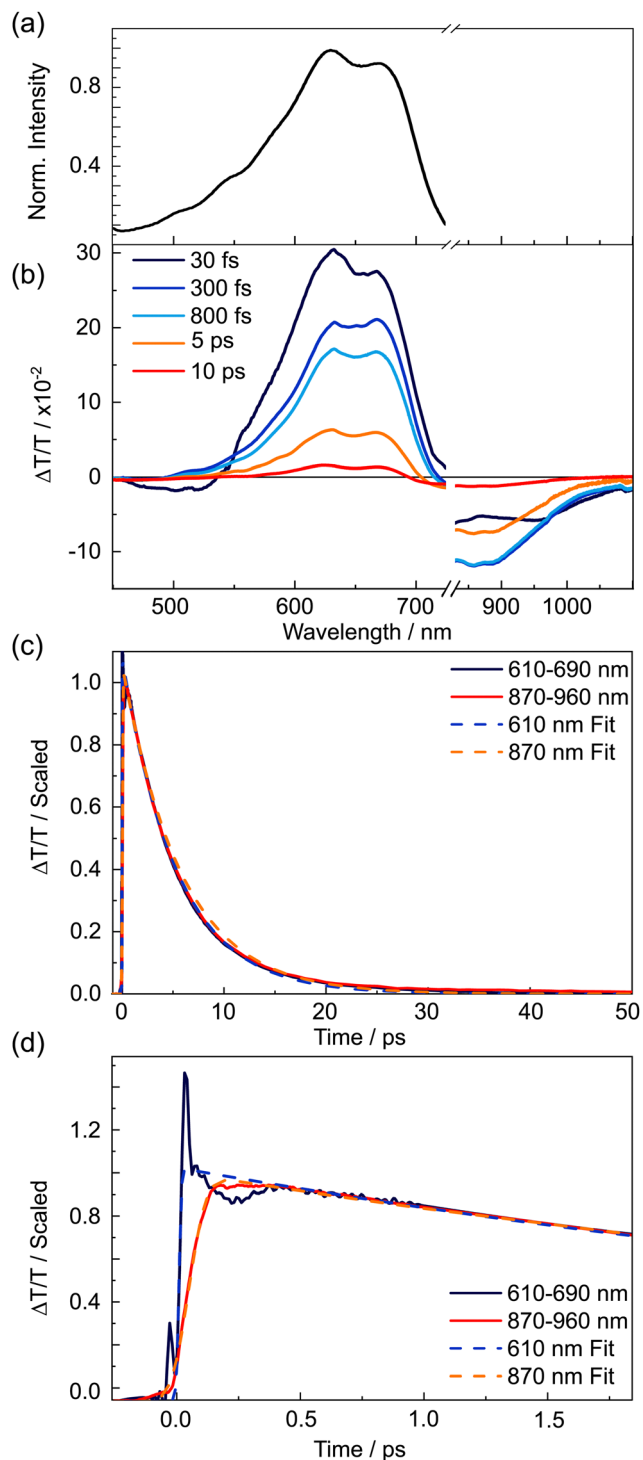 (a)
Norm. Intensity
0.8
0.4
(b)
30 fs
300 fs
800 fs
5 ps
10 ps
ΔT/T / x10⁻²
30
20
10
0
-10
500 600 700 900 1000
Wavelength / nm
(c)
610-690 nm
870-960 nm
610 nm Fit
870 nm Fit
ΔT/T / Scaled
1.0
0.8
0.6
0.4
0.2
0.0
0 10 20 30 40 50
Time / ps
(d)
ΔT/T / Scaled
1.2
0.8
0.4
0.0
610-690 nm
870-960 nm
610 nm Fit
870 nm Fit
0.0 0.5 1.0 1.5
Time / ps